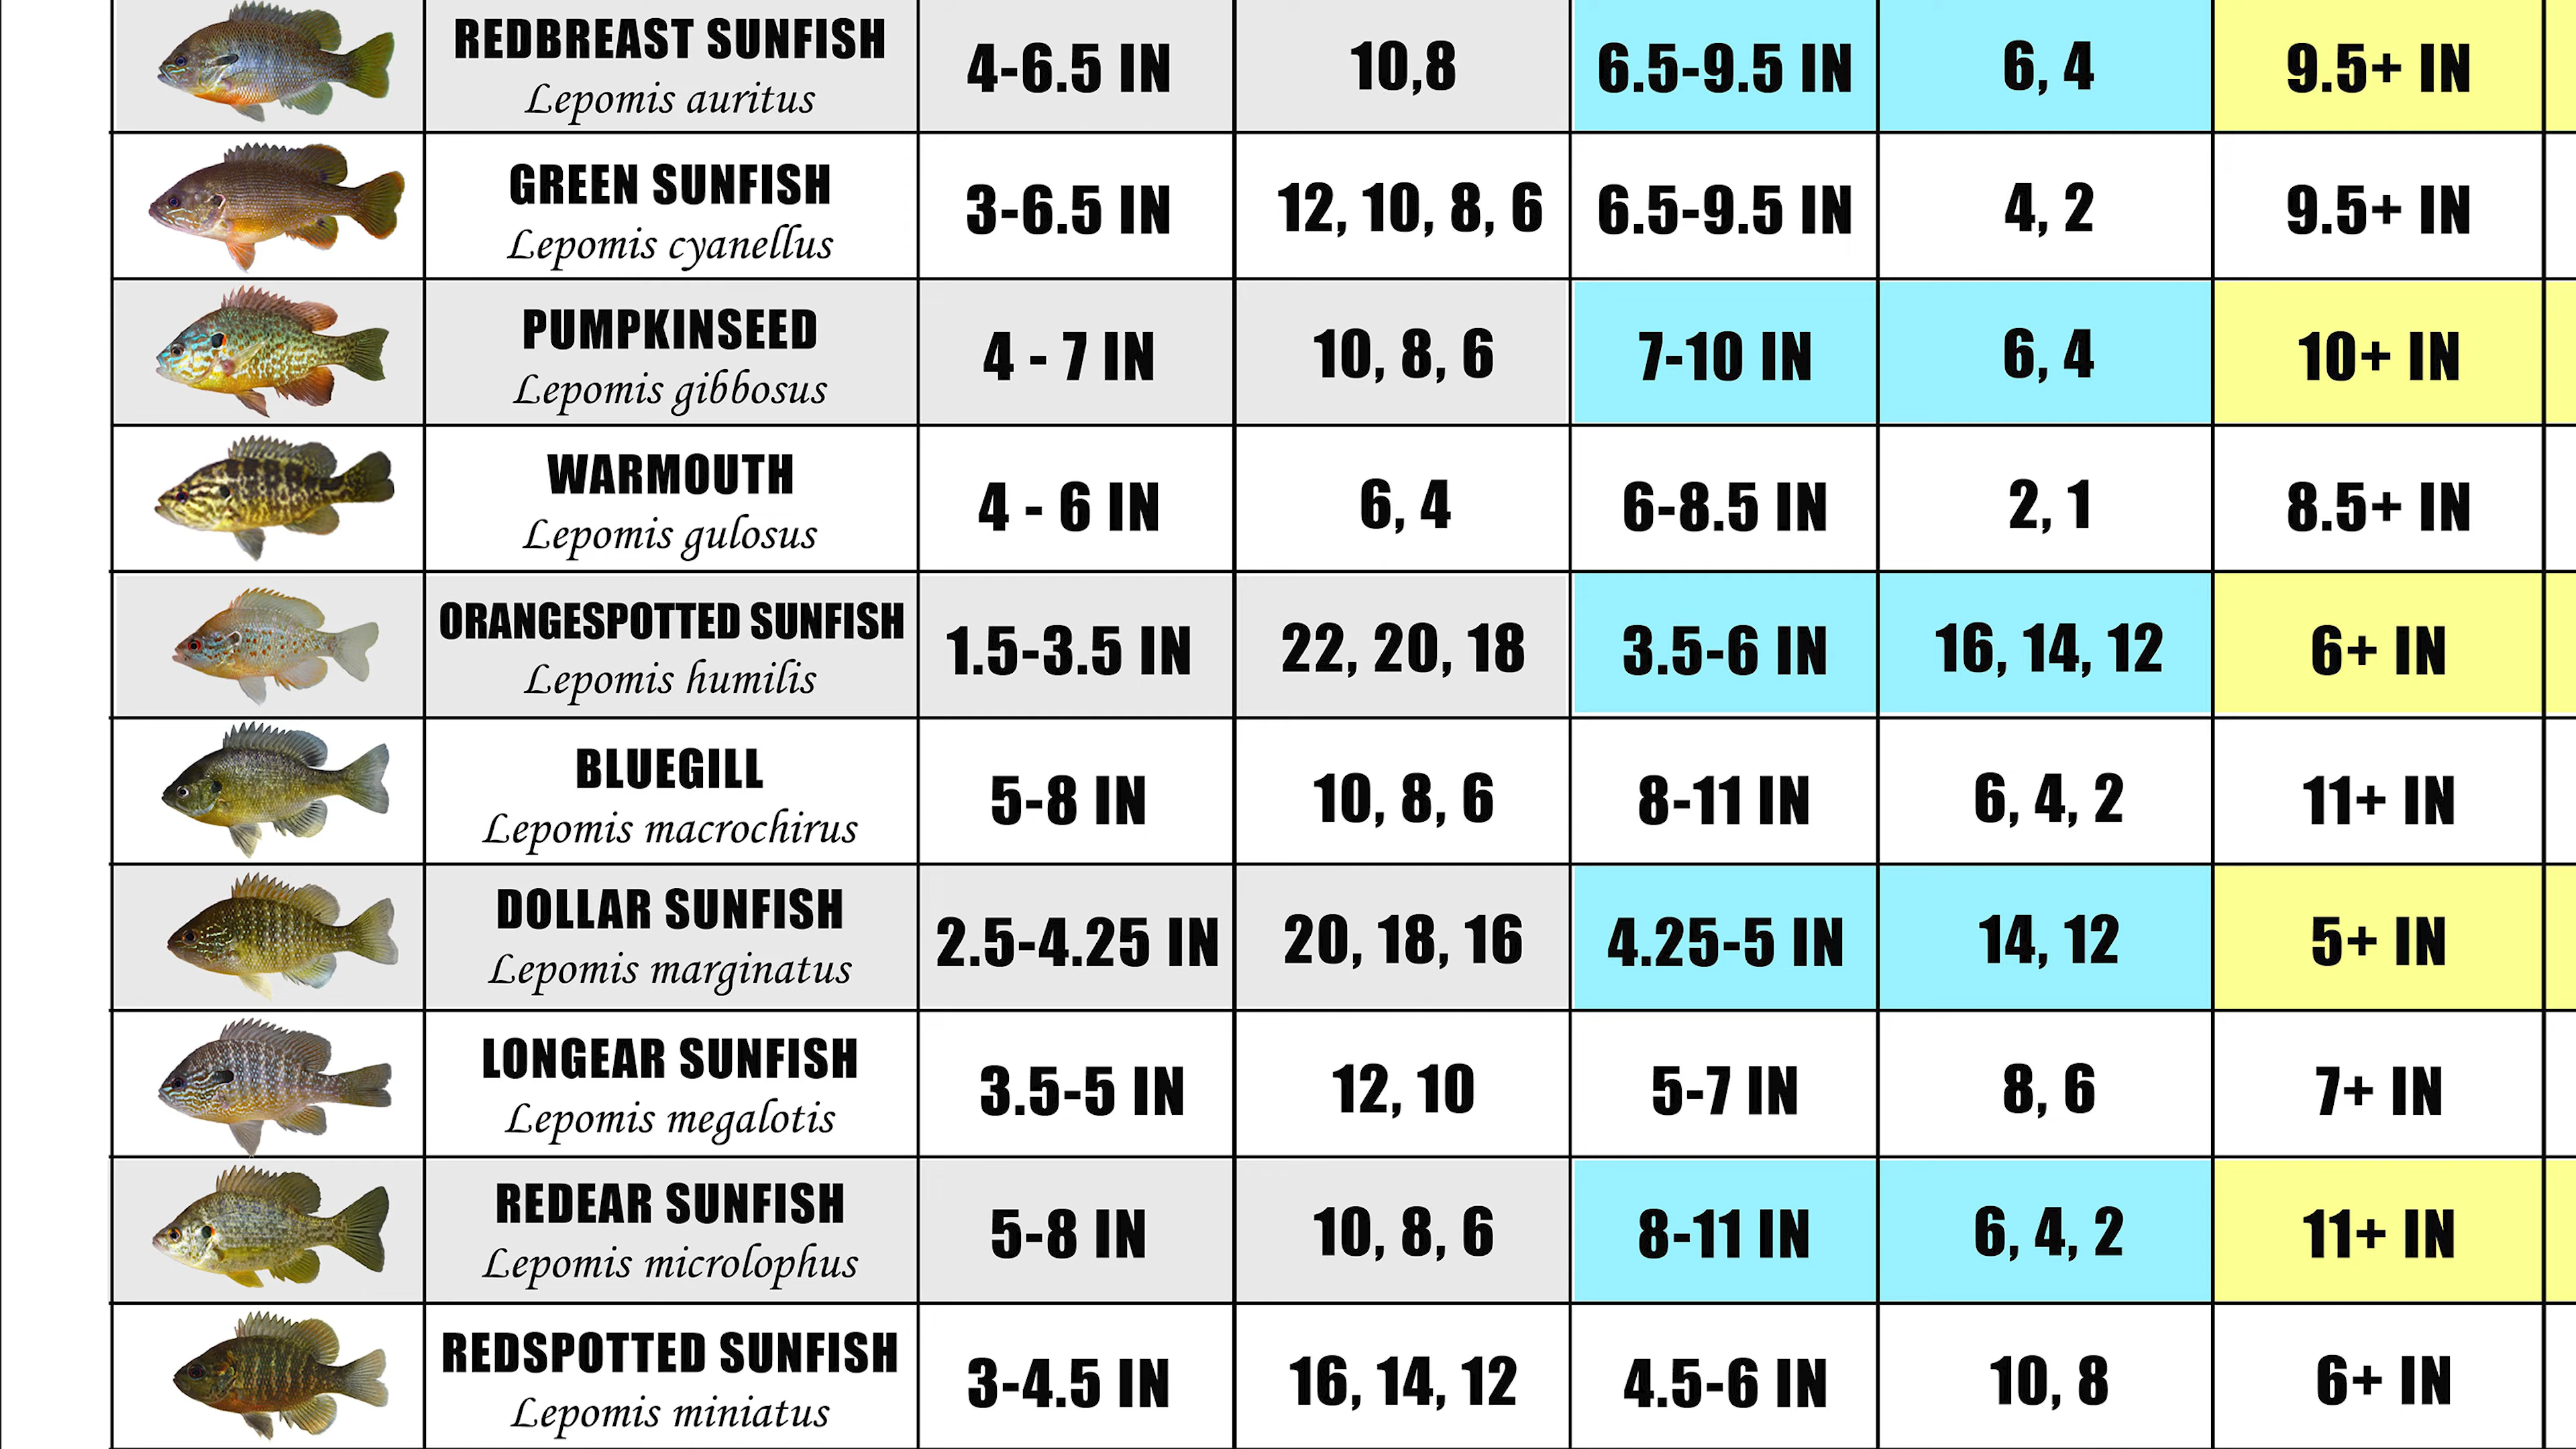 REDBREAST SUNFISH
Lepomis auritus
4-6.5 IN
10,8
6.5-9.5 IN
6, 4
9.5+ IN
GREEN SUNFISH
Lepomis cyanellus
3-6.5 IN
12, 10, 8, 6
6.5-9.5 IN
4, 2
9.5+ IN
PUMPKINSEED
Lepomis gibbosus
4 - 7 IN
10, 8, 6
7-10 IN
6, 4
10+ IN
WARMOUTH
Lepomis gulosus
4 - 6 IN
6, 4
6-8.5 IN
2, 1
8.5+ IN
ORANGESPOTTED SUNFISH
Lepomis humilis
1.5-3.5 IN
22, 20, 18
3.5-6 IN
16, 14, 12
6+ IN
BLUEGILL
Lepomis macrochirus
5-8 IN
10, 8, 6
8-11 IN
6, 4, 2
11+ IN
DOLLAR SUNFISH
Lepomis marginatus
2.5-4.25 IN
20, 18, 16
4.25-5 IN
14, 12
5+ IN
LONGEAR SUNFISH
Lepomis megalotis
3.5-5 IN
12, 10
5-7 IN
8, 6
7+ IN
REDEAR SUNFISH
Lepomis microlophus
5-8 IN
10, 8, 6
8-11 IN
6, 4, 2
11+ IN
REDSPOTTED SUNFISH
Lepomis miniatus
3-4.5 IN
16, 14, 12
4.5-6 IN
10, 8
6+ IN